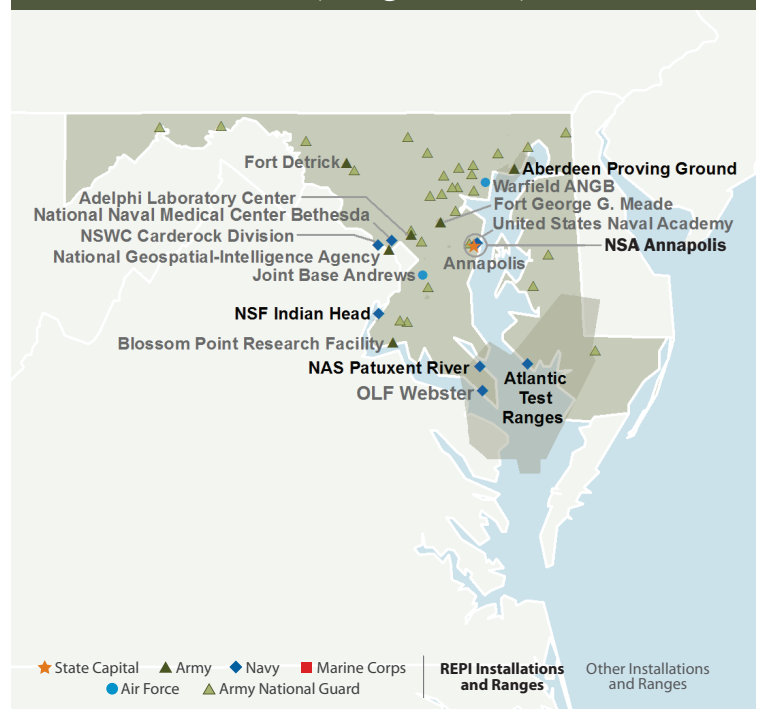 Fort Detrick
Aberdeen Proving Ground
Warfield ANGB
Adelphi Laboratory Center
Fort George G. Meade
National Naval Medical Center Bethesda
United States Naval Academy
NSWC Carderock Division
NSA Annapolis
National Geospatial-Intelligence Agency
Annapolis
Joint Base Andrews
NSF Indian Head
Blossom Point Research Facility
NAS Patuxent River
Atlantic
Test
Ranges
OLF Webster
State Capital
Army
Navy
Marine Corps
Air Force
Army National Guard
REPI Installations
and Ranges
Other Installations
and Ranges